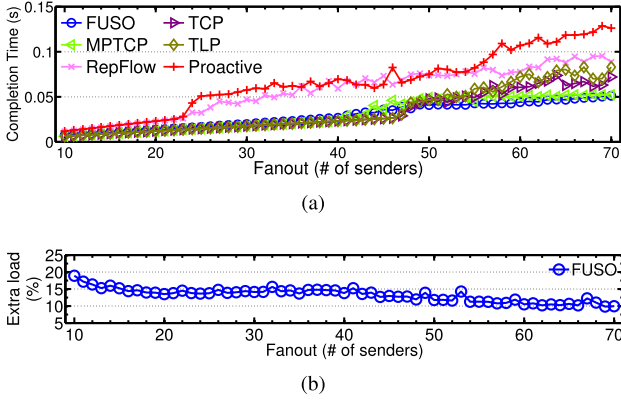 Completion Time (s)
0.15
0.1
0.05
0
FUSO
TCP
MPTCP
TLP
RepFlow
Proactive
10 20 30 40 50 60 70
Fanout (# of senders)
(a)
Extra load
(%)
25
20
15
10
5
FUSO
10 20 30 40 50 60 70
Fanout (# of senders)
(b)